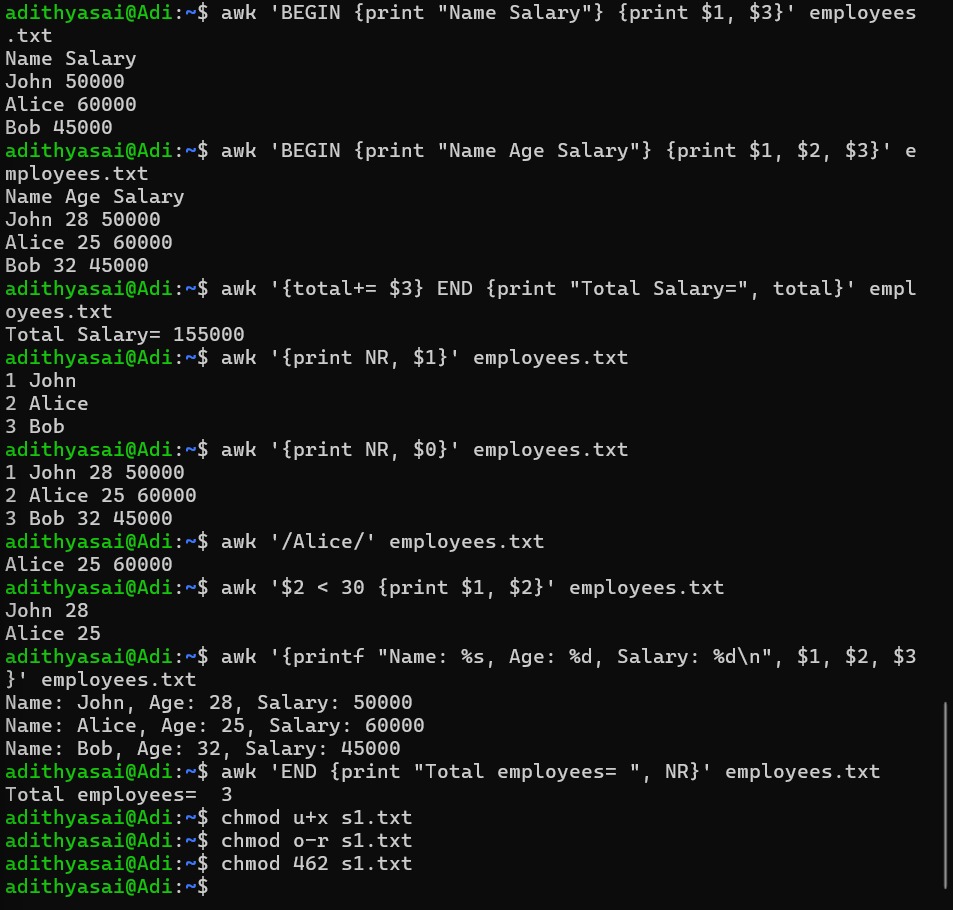 adithyasai@Adi:~$ awk 'BEGIN {print "Name Salary"} {print $1, $3}' employees
.txt
Name Salary
John 50000
Alice 60000
Bob 45000
adithyasai@Adi:~$ awk 'BEGIN {print "Name Age Salary"} {print $1, $2, $3}' e
mployees.txt
Name Age Salary
John 28 50000
Alice 25 60000
Bob 32 45000
adithyasai@Adi:~$ awk '{total+= $3} END {print "Total Salary=", total}' empl
oyees.txt
Total Salary= 155000
adithyasai@Adi:~$ awk '{print NR, $1}' employees.txt
1 John
2 Alice
3 Bob
adithyasai@Adi:~$ awk '{print NR, $0}' employees.txt
1 John 28 50000
2 Alice 25 60000
3 Bob 32 45000
adithyasai@Adi:~$ awk '/Alice/' employees.txt
Alice 25 60000
adithyasai@Adi:~$ awk '$2 < 30 {print $1, $2}' employees.txt
John 28
Alice 25
adithyasai@Adi:~$ awk '{printf "Name: %s, Age: %d, Salary: %d\n", $1, $2, $3
}' employees.txt
Name: John, Age: 28, Salary: 50000
Name: Alice, Age: 25, Salary: 60000
Name: Bob, Age: 32, Salary: 45000
adithyasai@Adi:~$ awk 'END {print "Total employees= ", NR}' employees.txt
Total employees=  3
adithyasai@Adi:~$ chmod u+x s1.txt
adithyasai@Adi:~$ chmod o-r s1.txt
adithyasai@Adi:~$ chmod 462 s1.txt
adithyasai@Adi:~$